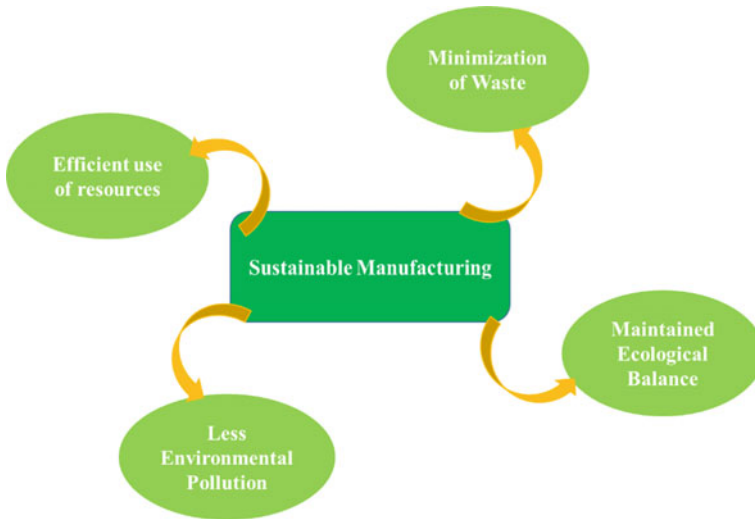 Minimization
of Waste
Efficient use
of resources
Sustainable Manufacturing
Maintained
Ecological
Balance
Less
Environmental
Pollution